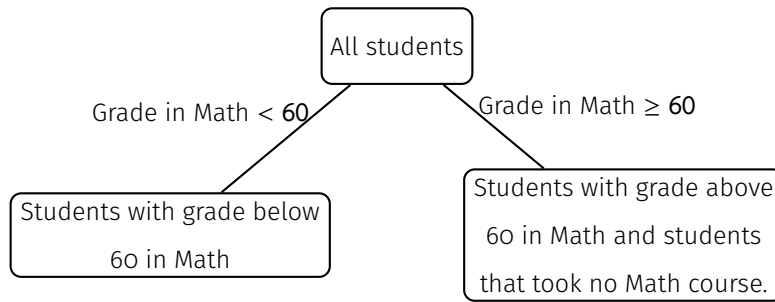 All students
Grade in Math < 60
Grade in Math ≥ 60
Students with grade below
60 in Math
Students with grade above
60 in Math and students
that took no Math course.